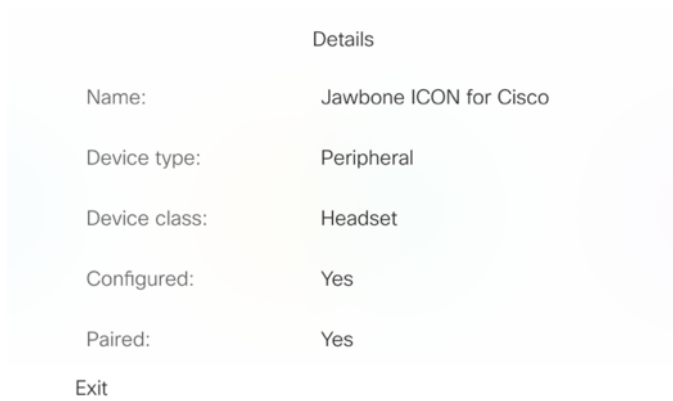 Details
Name: Jawbone ICON for Cisco
Device type: Peripheral
Device class: Headset
Configured: Yes
Paired: Yes
Exit